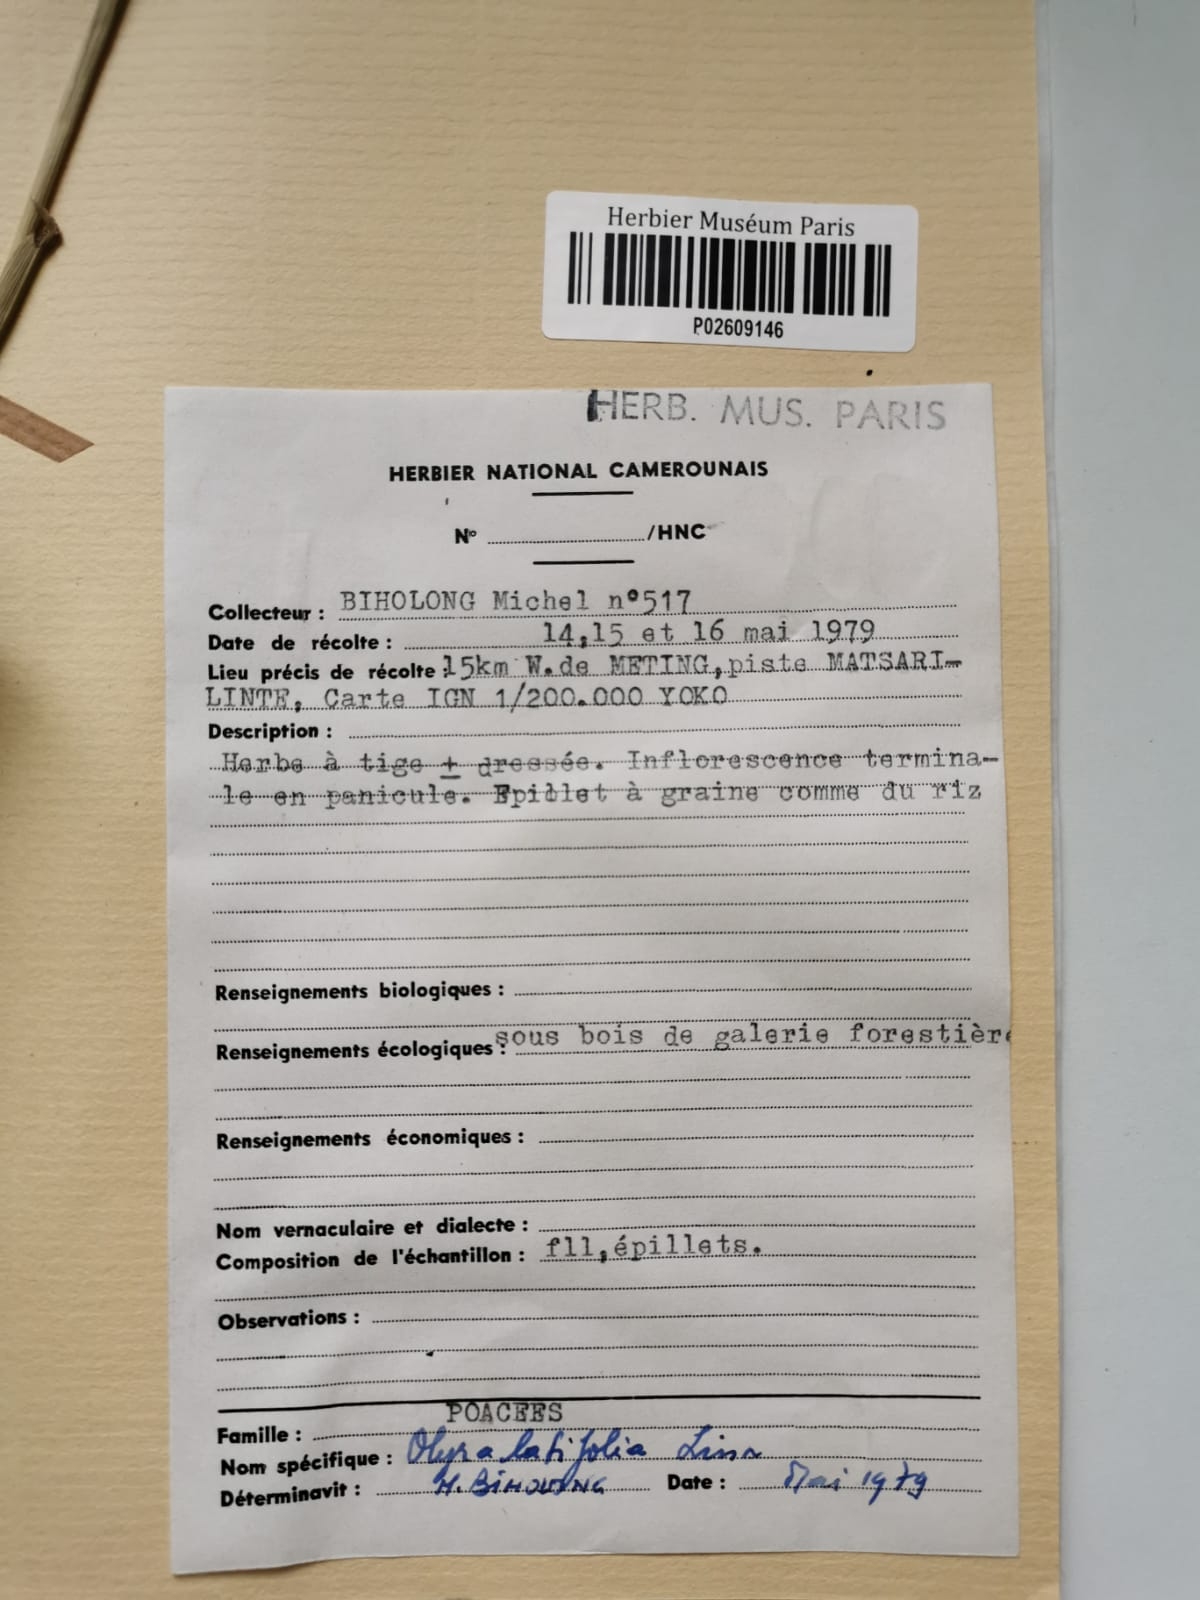 Herbier Muséum Paris
P02609146
HERB. MUS. PARIS
HERBIER NATIONAL CAMEROUNAIS
N° /HNC
Collecteur : BIHOLONG Michel n°517
Date de récolte : 14,15 et 16 mai 1979
Lieu précis de récolte : 15km W.de METING,piste MATSARI-
LINTE, Carte IGN 1/200.000 YOKO
Description :
Herbe à tige ± dressée. Inflorescence termina-
le en panicule. Epillet à graine comme du riz
Renseignements biologiques :
Renseignements écologiques : sous bois de galerie forestière
Renseignements économiques :
Nom vernaculaire et dialecte :
Composition de l'échantillon : fll,épillets.
Observations :
Famille : POACEES
Nom spécifique : Olyra latifolia Linn
Déterminavit : M. BIHOLONG Date : Mai 1979